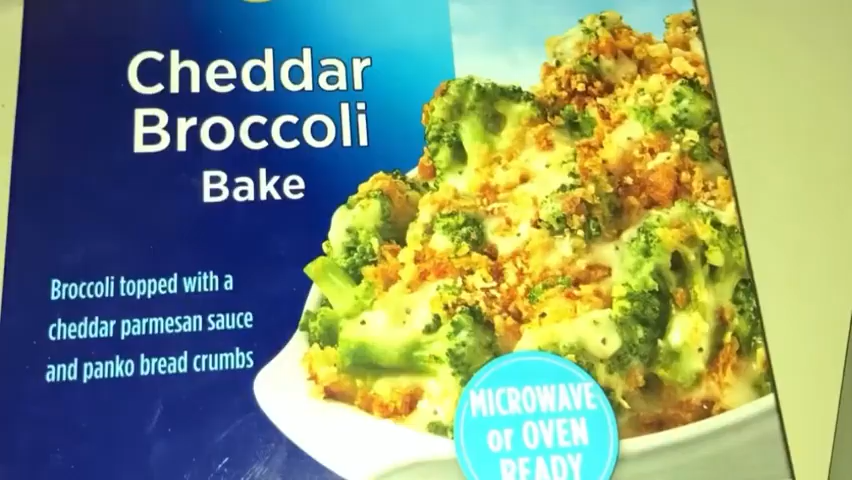 Cheddar
Broccoli
Bake
Broccoli topped with a
cheddar parmesan sauce
and panko bread crumbs
MICROWAVE
or OVEN
READY